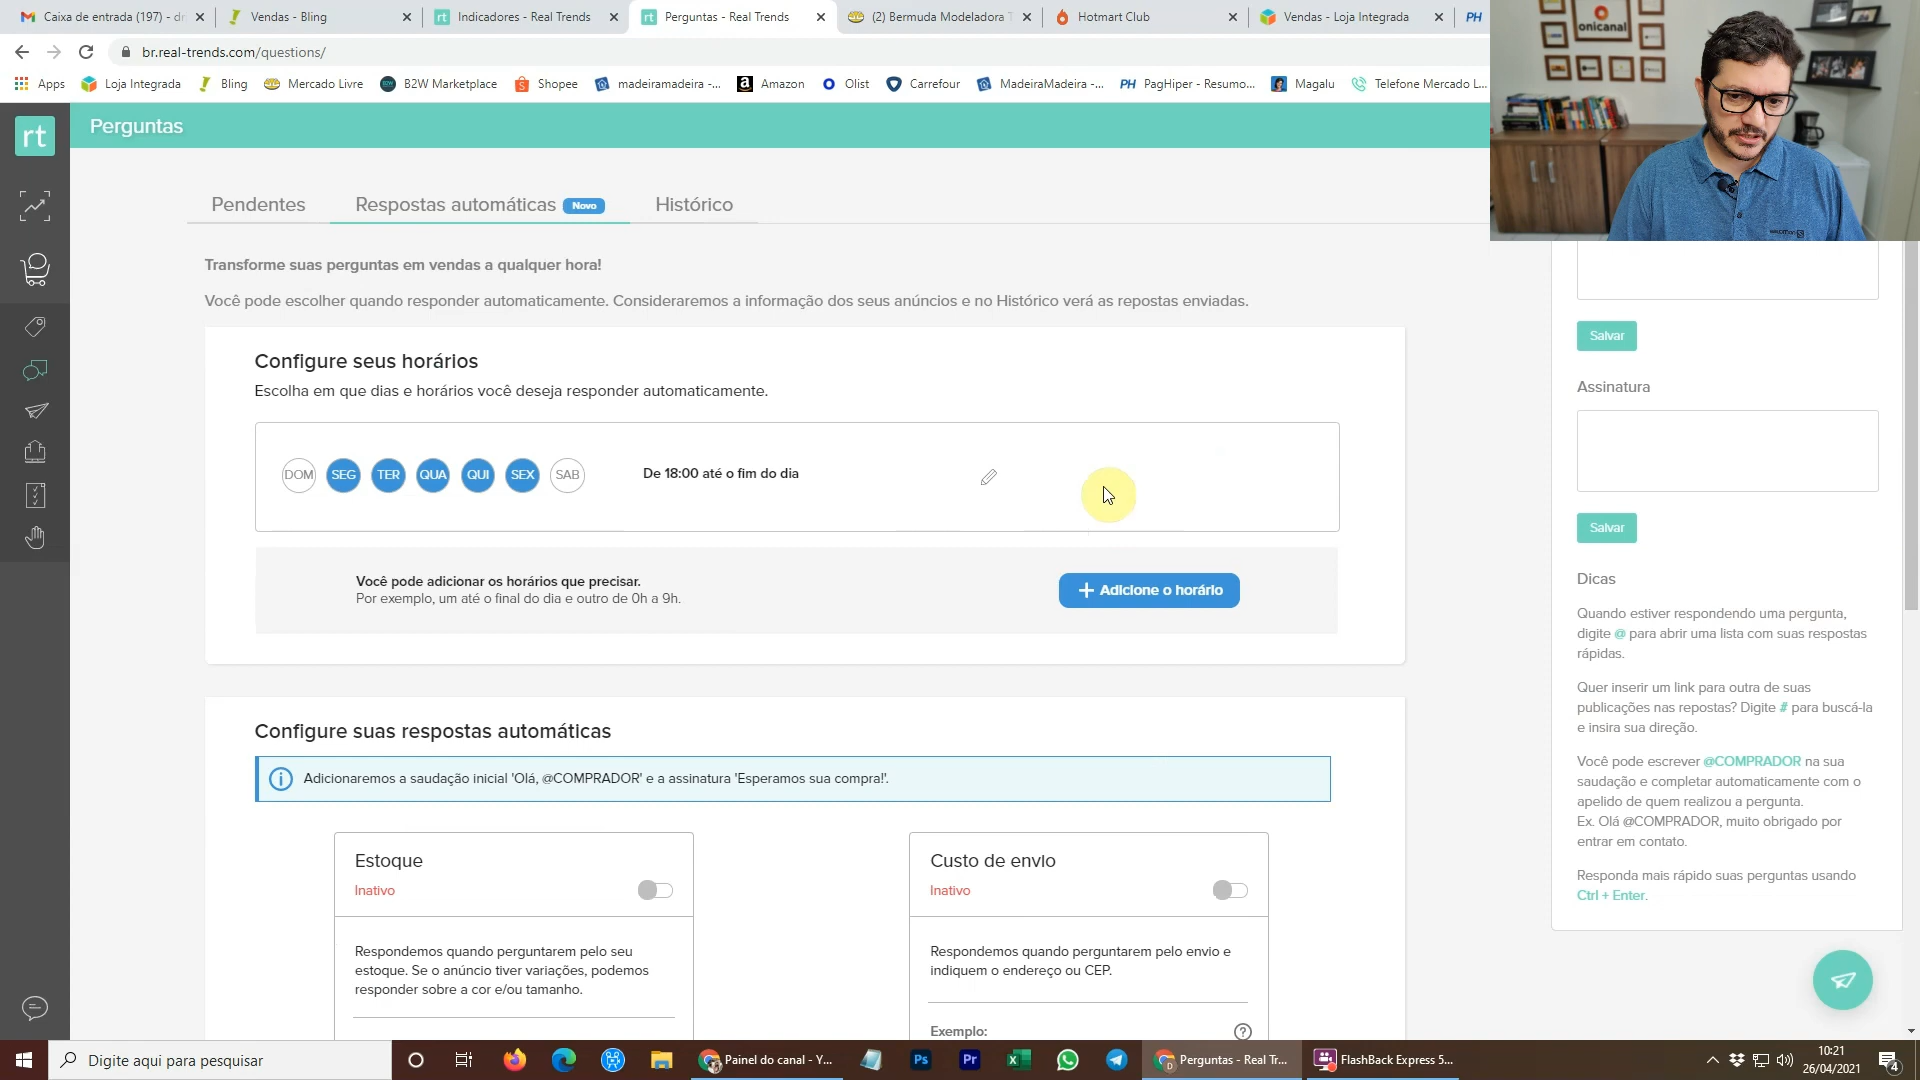 Caixa de entrada (197) - dr
Vendas - Bling
Indicadores - Real Trends
Perguntas - Real Trends
(2) Bermuda Modeladora T
Hotmart Club
Vendas - Loja Integrada
PH
br.real-trends.com/questions/
Apps
Loja Integrada
Bling
Mercado Livre
B2W Marketplace
Shopee
madeiramadeira -...
Amazon
Olist
Carrefour
MadeiraMadeira -...
PH PagHiper - Resumo...
Magalu
Telefone Mercado L...
onicanal
rt
Perguntas
Pendentes
Respostas automáticas Novo
Histórico
Transforme suas perguntas em vendas a qualquer hora!
Você pode escolher quando responder automaticamente. Consideraremos a informação dos seus anúncios e no Histórico verá as repostas enviadas.
Configure seus horários
Escolha em que dias e horários você deseja responder automaticamente.
DOM SEG TER QUA QUI SEX SAB
De 18:00 até o fim do dia
Você pode adicionar os horários que precisar.
Por exemplo, um até o final do dia e outro de 0h a 9h.
+ Adicione o horário
Configure suas respostas automáticas
Adicionaremos a saudação inicial 'Olá, @COMPRADOR' e a assinatura 'Esperamos sua compra!'.
Estoque
Inativo
Respondemos quando perguntarem pelo seu
estoque. Se o anúncio tiver variações, podemos
responder sobre a cor e/ou tamanho.
Custo de envIo
Inativo
Respondemos quando perguntarem pelo envio e
indiquem o endereço ou CEP.
Exemplo:
Salvar
Assinatura
Salvar
Dicas
Quando estiver respondendo uma pergunta,
digite @ para abrir uma lista com suas respostas
rápidas.
Quer inserir um link para outra de suas
publicações nas repostas? Digite # para buscá-la
e insira sua direção.
Você pode escrever @COMPRADOR na sua
saudação e completar automaticamente com o
apelido de quem realizou a pergunta.
Ex. Olá @COMPRADOR, muito obrigado por
entrar em contato.
Responda mais rápido suas perguntas usando
Ctrl + Enter.
Digite aqui para pesquisar
Painel do canal - Y...
Ps
Pr
Perguntas - Real Tr...
FlashBack Express 5...
10:21
26/04/2021
4